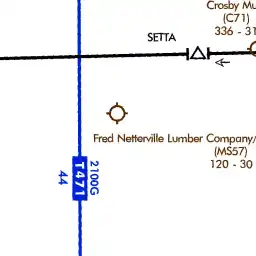 Crosby Mu
(C71)
336 - 31
SETTA
Fred Netterville Lumber Company/
(MS57)
120 - 30
2100G
T471
44